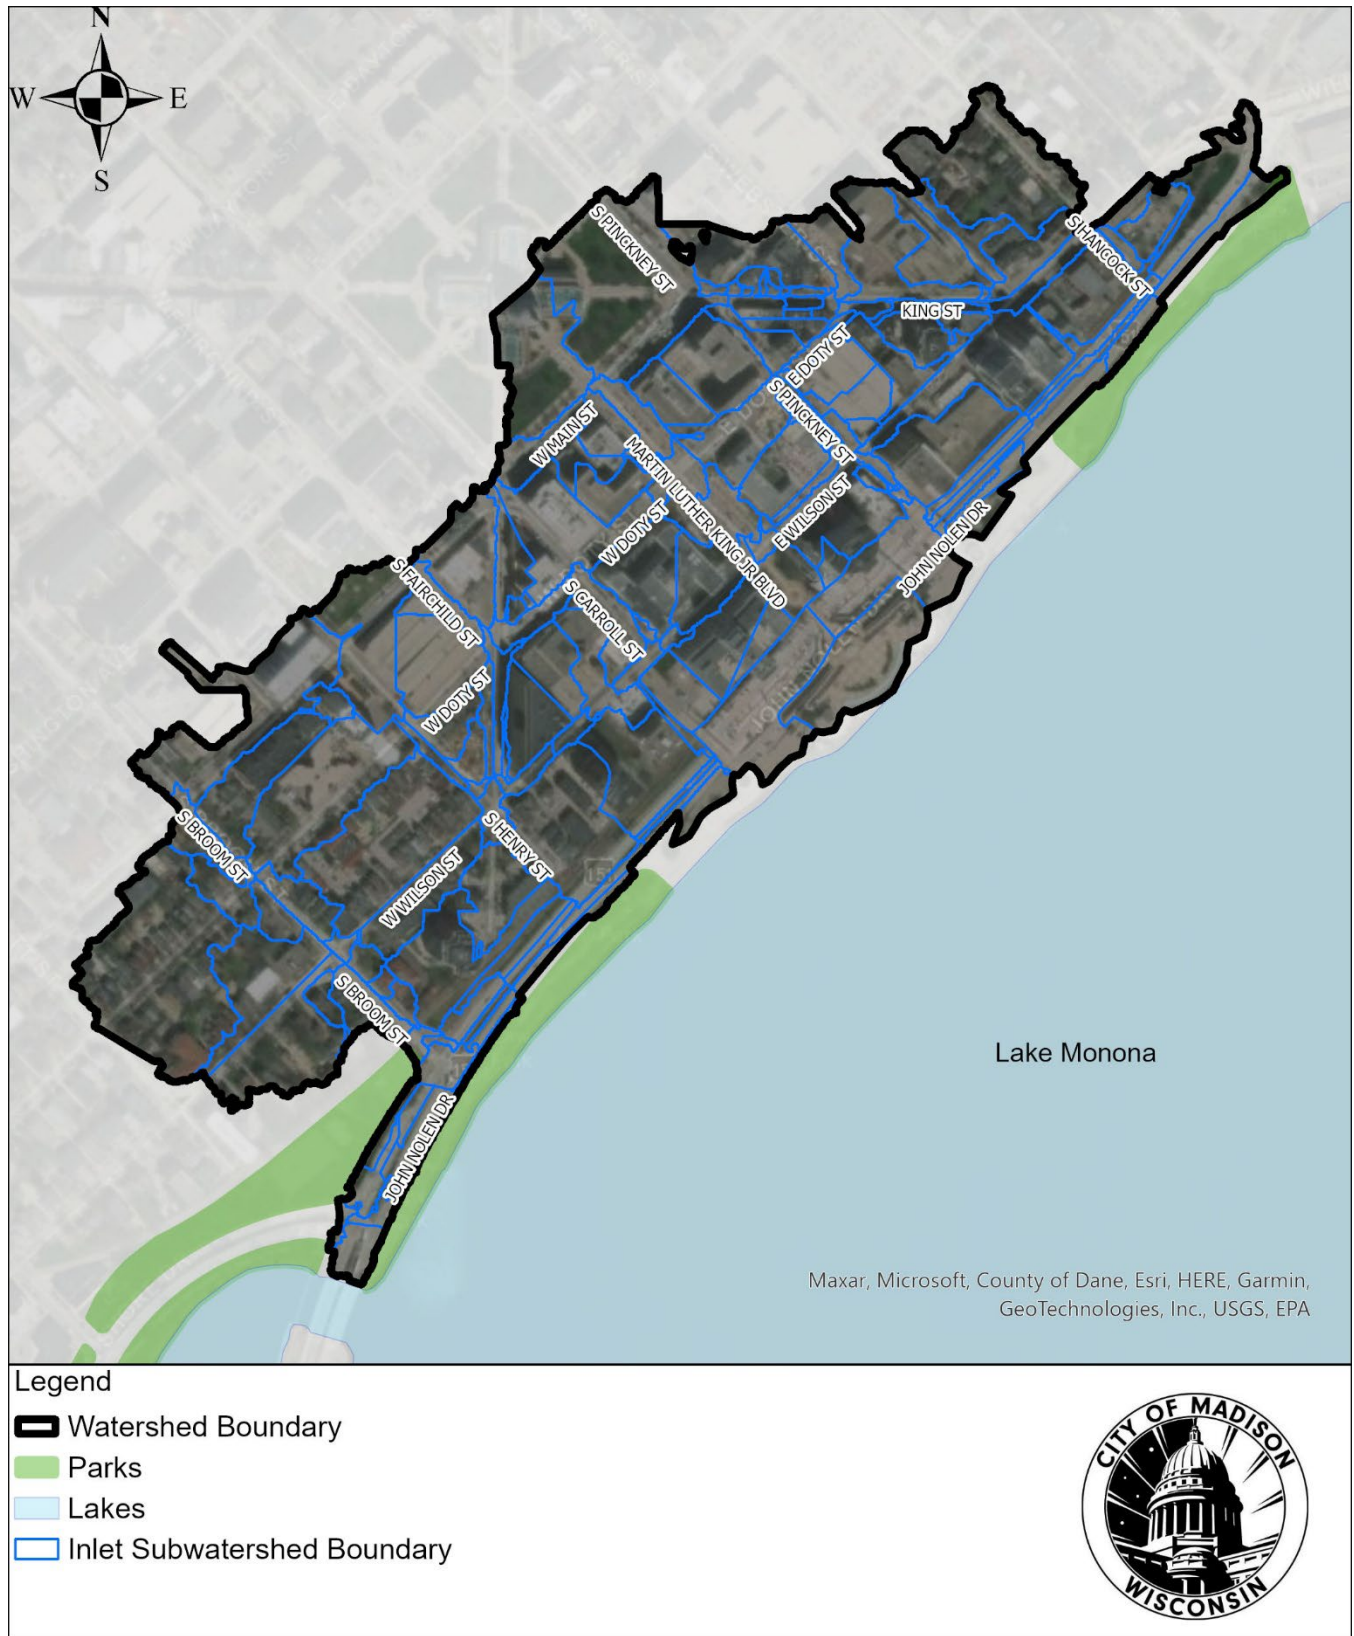 N
W
E
S
S PINCKNEY ST
S HANCOCK ST
KING ST
E DOTY ST
S PINCKNEY ST
W MAIN ST
MARTIN LUTHER KING JR BLVD
E WILSON ST
W DOTY ST
JOHN NOLEN DR
S FAIRCHILD ST
S CARROLL ST
W DOTY ST
S BROOM ST
S HENRY ST
151
W WILSON ST
S BROOM ST
JOHN NOLEN DR
Lake Monona
Maxar, Microsoft, County of Dane, Esri, HERE, Garmin,
GeoTechnologies, Inc., USGS, EPA
Legend
Watershed Boundary
Parks
Lakes
Inlet Subwatershed Boundary
CITY OF MADISON
WISCONSIN